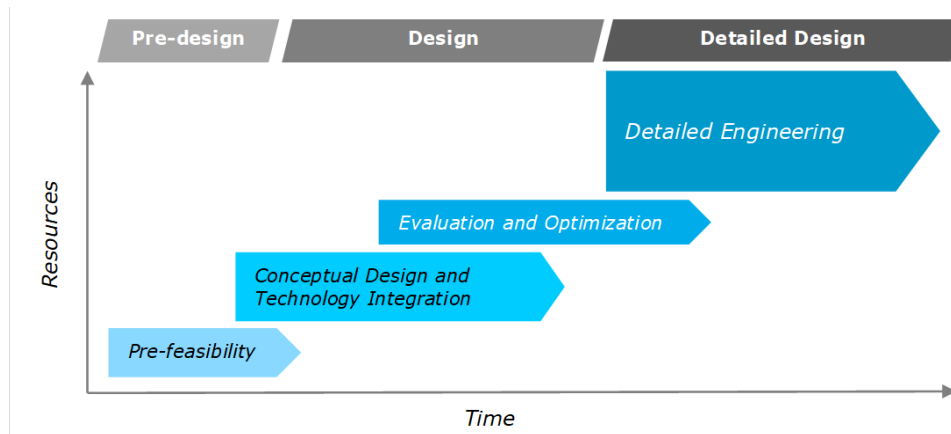 Pre-design
Design
Detailed Design
Detailed Engineering
Evaluation and Optimization
Conceptual Design and
Technology Integration
Pre-feasibility
Resources
Time